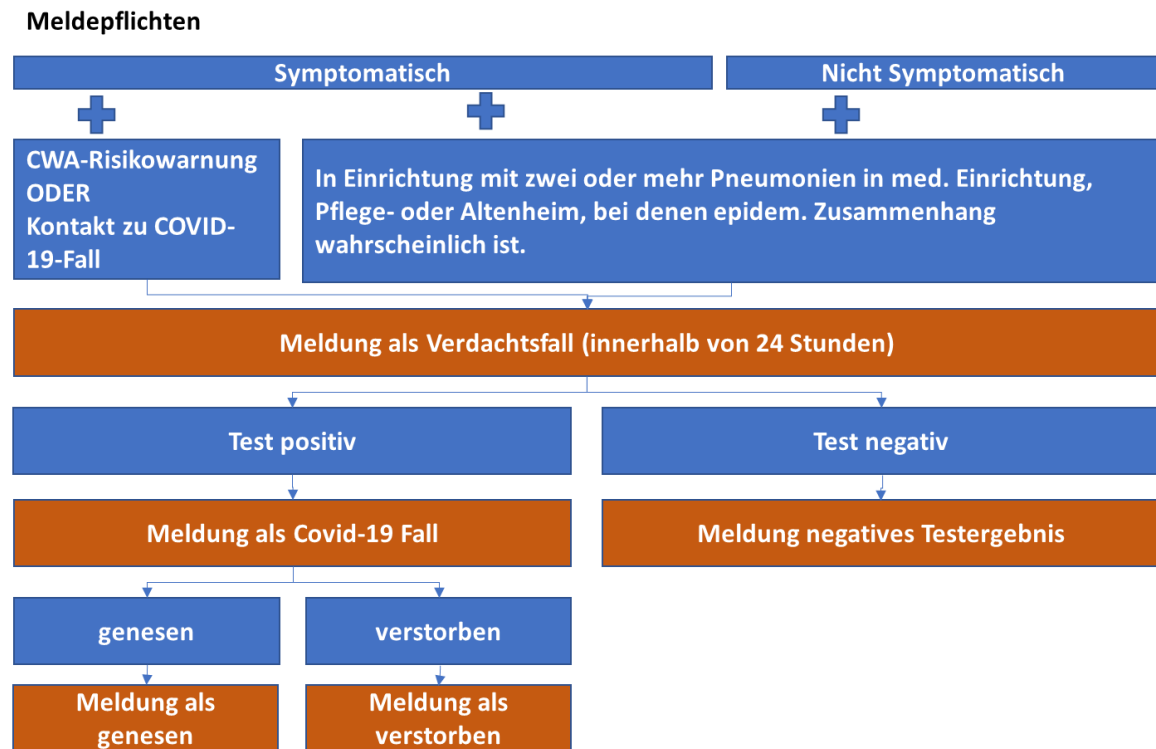 Meldepflichten
Symptomatisch
Nicht Symptomatisch
CWA-Risikowarnung
ODER
Kontakt zu COVID-
19-Fall
In Einrichtung mit zwei oder mehr Pneumonien in med. Einrichtung,
Pflege- oder Altenheim, bei denen epidem. Zusammenhang
wahrscheinlich ist.
Meldung als Verdachtsfall (innerhalb von 24 Stunden)
Test positiv
Test negativ
Meldung als Covid-19 Fall
Meldung negatives Testergebnis
genesen
verstorben
Meldung als
genesen
Meldung als
verstorben